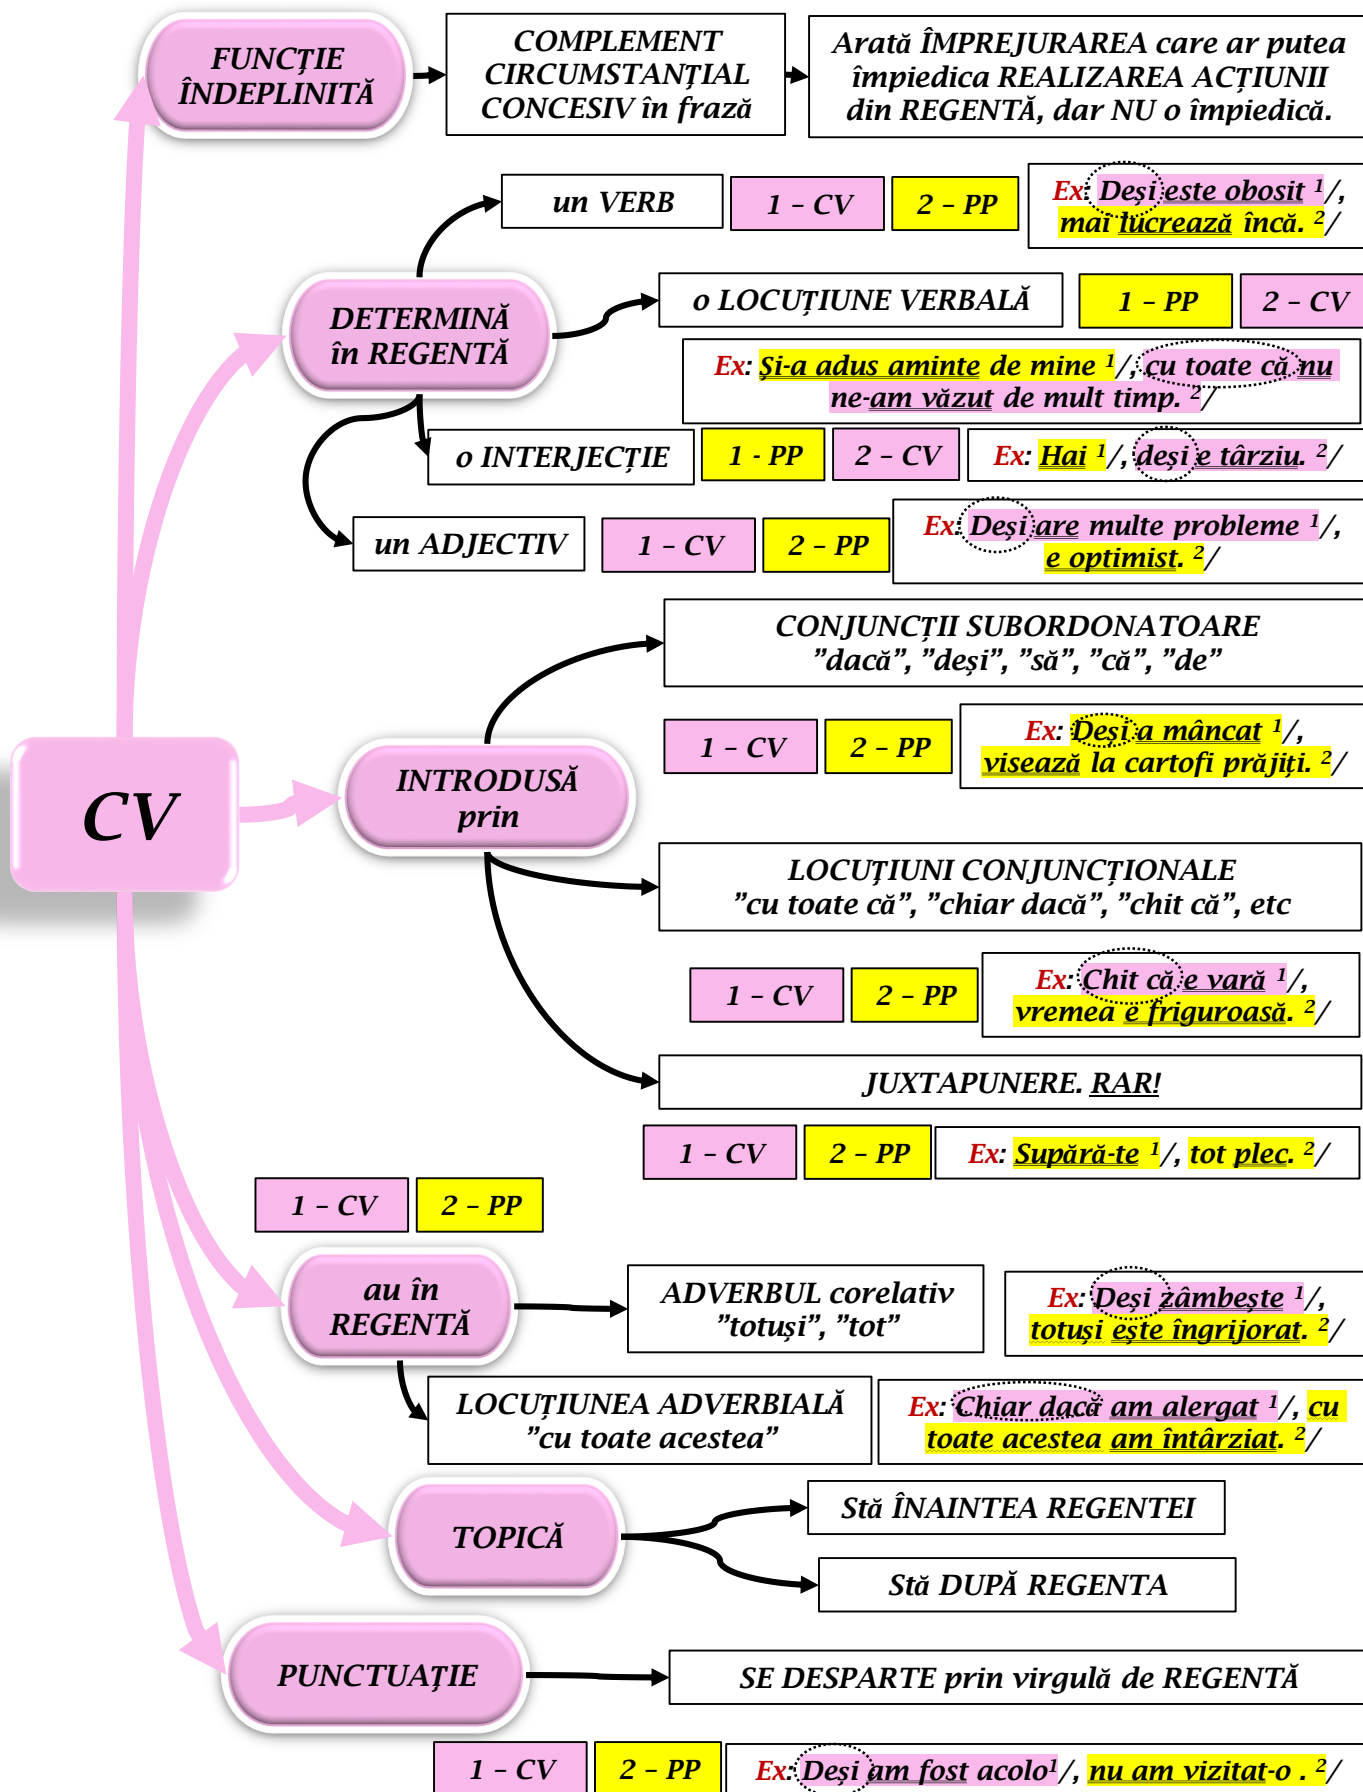 FUNCȚIE
ÎNDEPLINITĂ
COMPLEMENT
CIRCUMSTANȚIAL
CONCESIV în frază
Arată ÎMPREJURAREA care ar putea
împiedica REALIZAREA ACȚIUNII
din REGENTĂ, dar NU o împiedică.
un VERB
1 – CV
2 – PP
Ex: Deși este obosit ¹/,
mai lucrează încă. ²/
DETERMINĂ
în REGENTĂ
o LOCUȚIUNE VERBALĂ
1 – PP
2 – CV
Ex: Și-a adus aminte de mine ¹/, cu toate că nu
ne-am văzut de mult timp. ²/
o INTERJECȚIE
1 - PP
2 – CV
Ex: Hai ¹/, deși e târziu. ²/
un ADJECTIV
1 – CV
2 – PP
Ex: Deși are multe probleme ¹/,
e optimist. ²/
CV
INTRODUSĂ
prin
CONJUNCȚII SUBORDONATOARE
”dacă”, ”deși”, ”să”, ”că”, ”de”
1 – CV
2 – PP
Ex: Deși a mâncat ¹/,
visează la cartofi prăjiți. ²/
LOCUȚIUNI CONJUNCȚIONALE
”cu toate că”, ”chiar dacă”, ”chit că”, etc
1 – CV
2 – PP
Ex: Chit că e vară ¹/,
vremea e friguroasă. ²/
JUXTAPUNERE. RAR!
1 – CV
2 – PP
Ex: Supără-te ¹/, tot plec. ²/
1 – CV
2 – PP
au în
REGENTĂ
ADVERBUL corelativ
”totuși”, ”tot”
Ex: Deși zâmbește ¹/,
totuși este îngrijorat. ²/
LOCUȚIUNEA ADVERBIALĂ
”cu toate acestea”
Ex: Chiar dacă am alergat ¹/, cu
toate acestea am întârziat. ²/
TOPICĂ
Stă ÎNAINTEA REGENTEI
Stă DUPĂ REGENTA
PUNCTUAȚIE
SE DESPARTE prin virgulă de REGENTĂ
1 – CV
2 – PP
Ex: Deși am fost acolo¹/, nu am vizitat-o . ²/